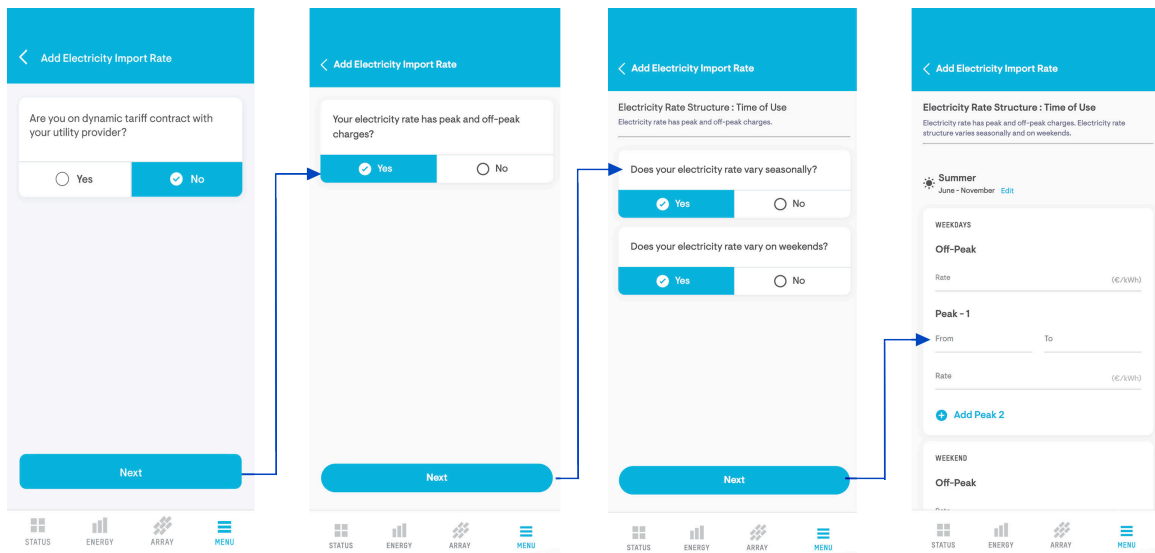 Add Electricity Import Rate
Are you on dynamic tariff contract with
your utility provider?
Yes
No
Next
STATUS
ENERGY
ARRAY
MENU
Add Electricity Import Rate
Your electricity rate has peak and off-peak
charges?
Yes
No
Next
STATUS
ENERGY
ARRAY
MENU
Add Electricity Import Rate
Electricity Rate Structure : Time of Use
Electricity rate has peak and off-peak charges.
Does your electricity rate vary seasonally?
Yes
No
Does your electricity rate vary on weekends?
Yes
No
Next
STATUS
ENERGY
ARRAY
MENU
Add Electricity Import Rate
Electricity Rate Structure : Time of Use
Electricity rate has peak and off-peak charges. Electricity rate
structure varies seasonally and on weekends.
Summer
June - November Edit
WEEKDAYS
Off-Peak
Rate (€/kWh)
Peak - 1
From To
Rate (€/kWh)
Add Peak 2
WEEKEND
Off-Peak
STATUS
ENERGY
ARRAY
MENU